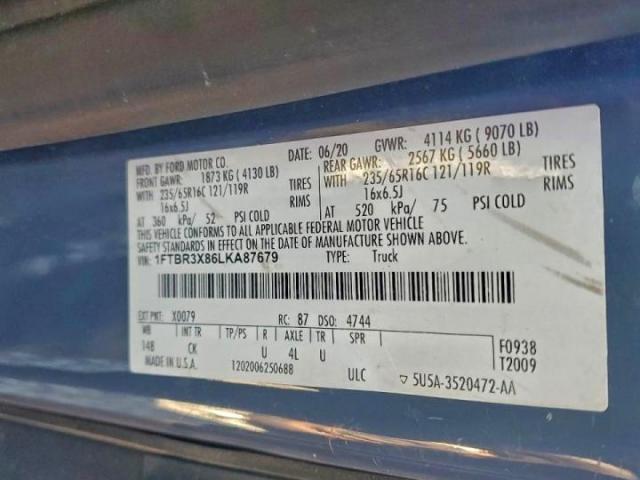 MFD. BY FORD MOTOR CO. DATE: 06/20 GVWR: 4114 KG ( 9070 LB)
FRONT GAWR: 1873 KG ( 4130 LB) REAR GAWR: 2567 KG ( 5660 LB)
WITH 235/65R16C 121/119R TIRES WITH 235/65R16C 121/119R TIRES
16x6.5J RIMS 16x6.5J RIMS
AT 360 kPa/ 52 PSI COLD AT 520 kPa/ 75 PSI COLD
THIS VEHICLE CONFORMS TO ALL APPLICABLE FEDERAL MOTOR VEHICLE
SAFETY STANDARDS IN EFFECT ON THE DATE OF MANUFACTURE SHOWN ABOVE.
VIN: 1FTBR3X86LKA87679 TYPE: Truck
EXT PNT: X0079 RC: 87 DSO: 4744
WB INT TR TP/PS R AXLE TR SPR
148 CK U 4L U
F0938
T2009
MADE IN U.S.A. 1202006250688 ULC 5U5A-3520472-AA